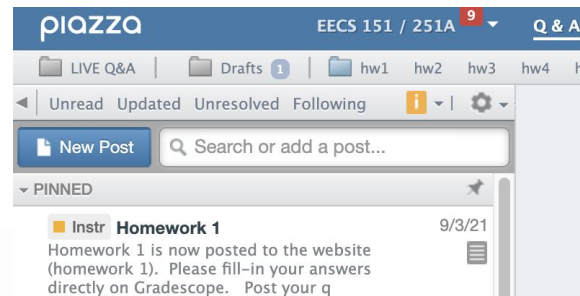 piazza EECS 151 / 251A 9 Q & A
LIVE Q&A Drafts 1 hw1 hw2 hw3 hw4
Unread Updated Unresolved Following i
New Post Search or add a post...
PINNED
Instr Homework 1 9/3/21
Homework 1 is now posted to the website
(homework 1). Please fill-in your answers
directly on Gradescope. Post your q